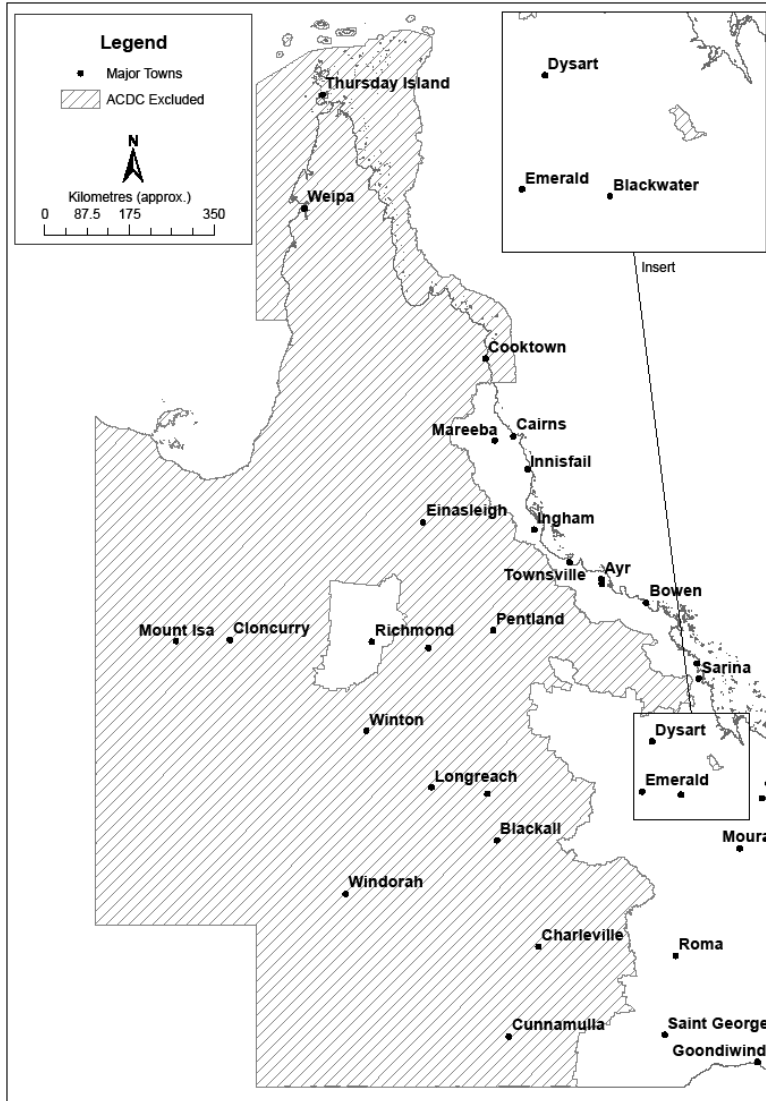 Legend
Major Towns
ACDC Excluded
N
Kilometres (approx.)
0 87.5 175 350
Dysart
Emerald
Blackwater
Insert
Thursday Island
Weipa
Cooktown
Mareeba
Cairns
Innisfail
Einasleigh
Ingham
Townsville
Ayr
Bowen
Mount Isa
Cloncurry
Richmond
Pentland
Sarina
Winton
Dysart
Longreach
Emerald
Blackall
Moura
Windorah
Charleville
Roma
Cunnamulla
Saint George
Goondiwind